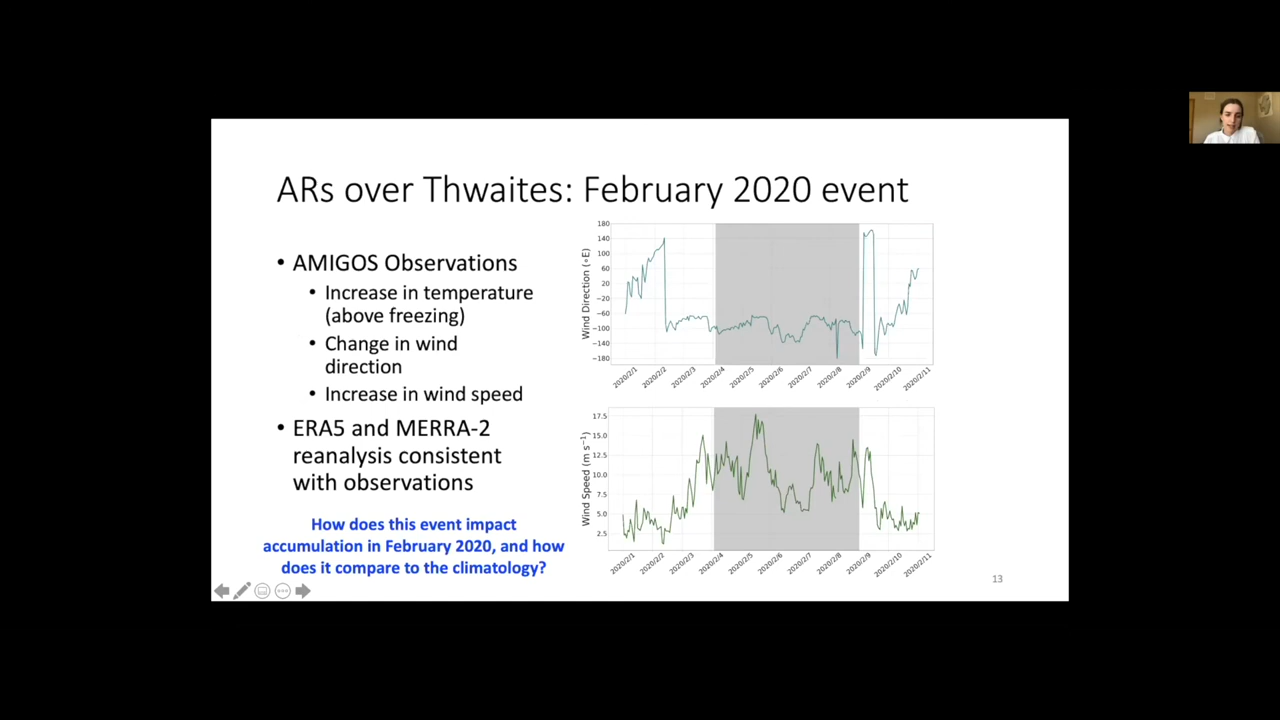 ARs over Thwaites: February 2020 event
• AMIGOS Observations
• Increase in temperature
(above freezing)
• Change in wind
direction
• Increase in wind speed
• ERA5 and MERRA-2
reanalysis consistent
with observations
How does this event impact
accumulation in February 2020, and how
does it compare to the climatology?
Wind Direction (∘E)
180
140
100
60
20
−20
−60
−100
−140
−180
2020/2/1
2020/2/2
2020/2/3
2020/2/4
2020/2/5
2020/2/6
2020/2/7
2020/2/8
2020/2/9
2020/2/10
2020/2/11
Wind Speed (m s⁻¹)
17.5
15.0
12.5
10.0
7.5
5.0
2.5
2020/2/1
2020/2/2
2020/2/3
2020/2/4
2020/2/5
2020/2/6
2020/2/7
2020/2/8
2020/2/9
2020/2/10
2020/2/11
13